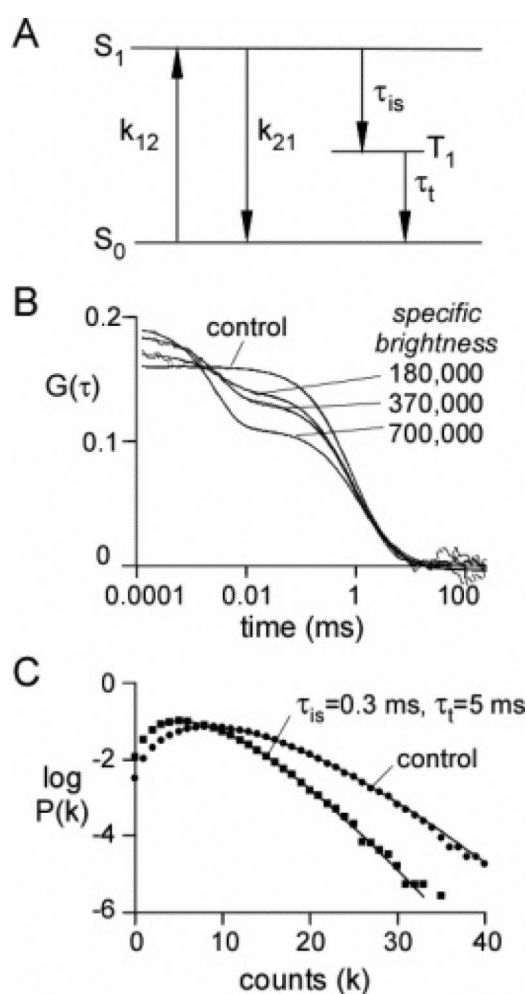 A
S1
k12
k21
τis
T1
τt
S0
B
0.2
control
specific
brightness
G(τ)
180,000
370,000
0.1
700,000
0
0.0001
0.01
1
100
time (ms)
C
0
τis=0.3 ms, τt=5 ms
control
-2
log
P(k)
-4
-6
0
10
20
30
40
counts (k)